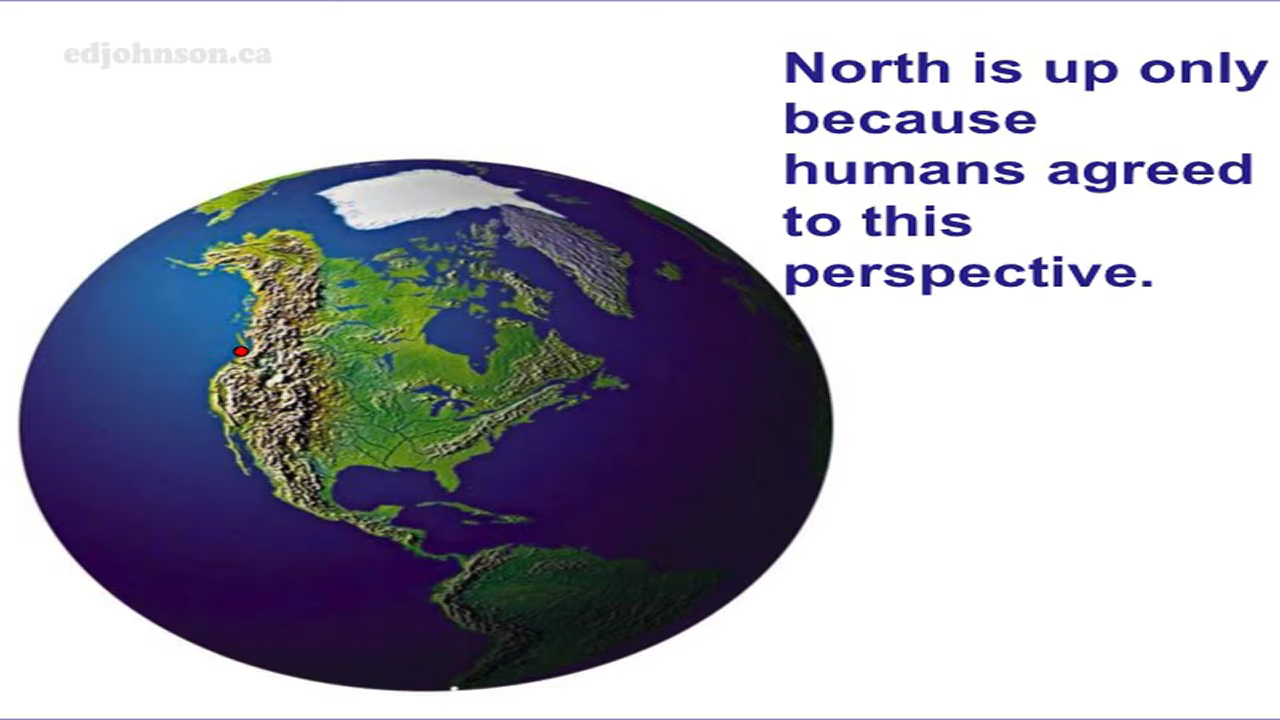 edjohnson.ca
North is up only
because
humans agreed
to this
perspective.